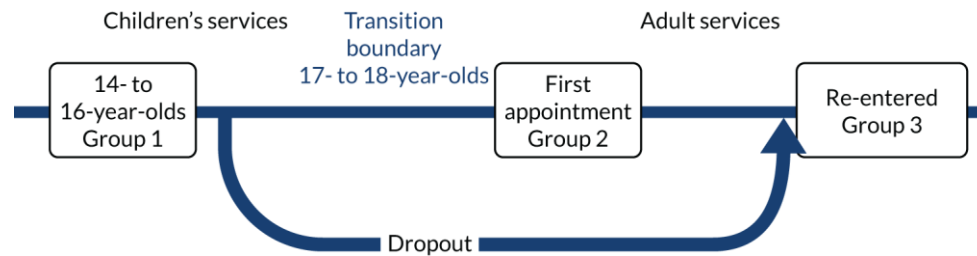 Children’s services
Transition
boundary
17- to 18-year-olds
Adult services
14- to
16-year-olds
Group 1
First
appointment
Group 2
Re-entered
Group 3
Dropout